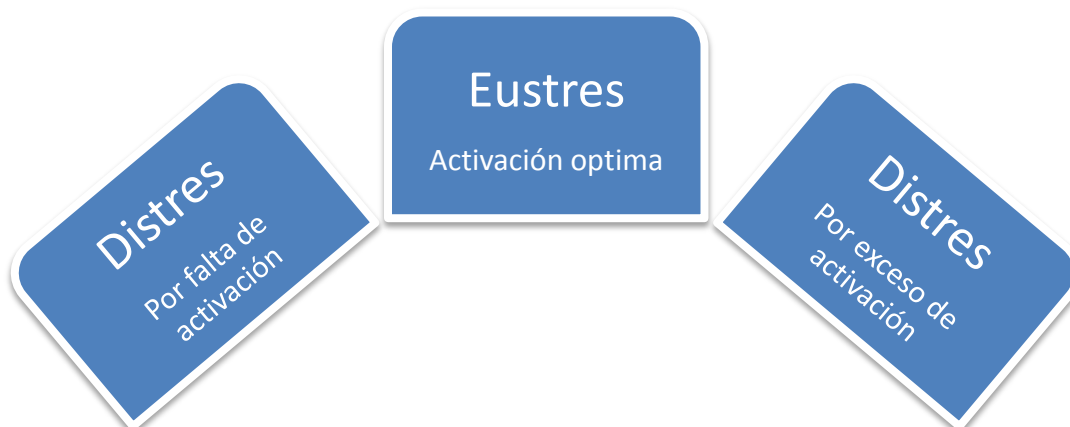 Distres
Por falta de
activación
Eustres
Activación optima
Distres
Por exceso de
activación